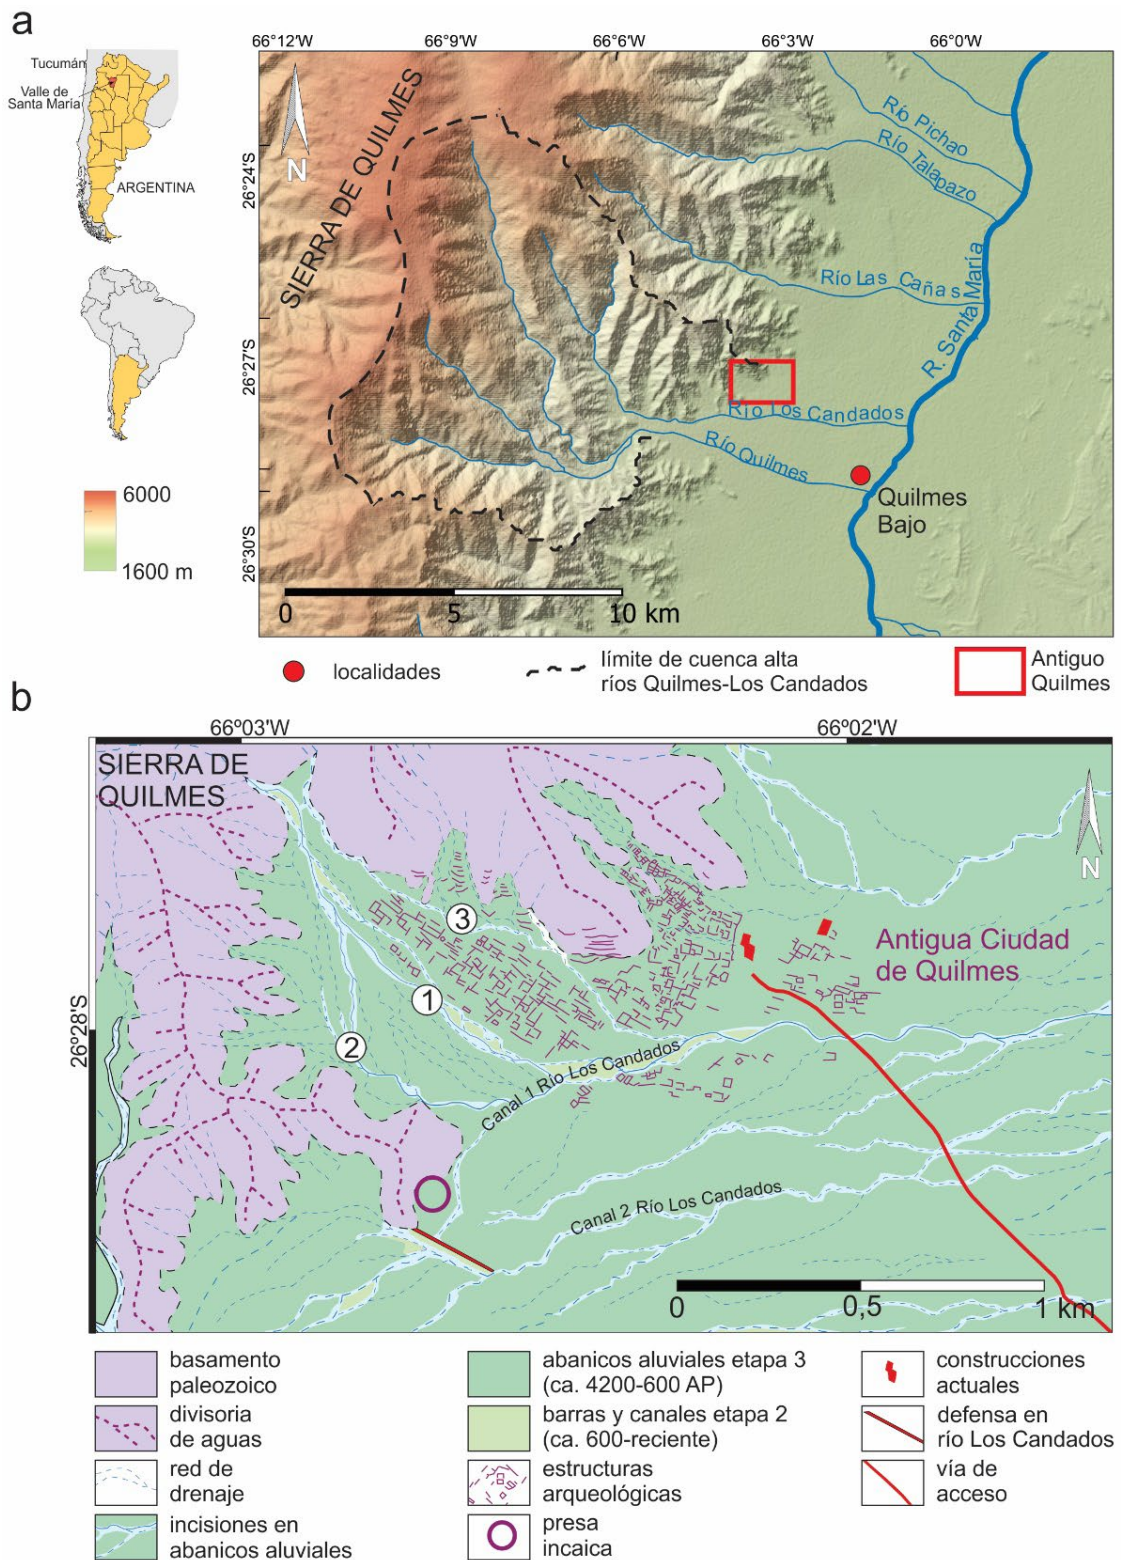 a
66°12'W
66°9'W
66°6'W
66°3'W
66°0'W
Tucumán
Valle de
Santa María
ARGENTINA
6000
1600 m
N
SIERRA DE QUILMES
26°24'S
26°27'S
26°30'S
Río Pichao
Río Talapazo
Río Las Cañas
R. Santa María
Río Los Candados
Río Quilmes
Quilmes
Bajo
0
5
10 km
localidades
límite de cuenca alta
ríos Quilmes-Los Candados
Antiguo
Quilmes
b
66°03'W
66°02'W
SIERRA DE
QUILMES
N
3
Antigua Ciudad
de Quilmes
1
26°28'S
2
Canal 1 Río Los Candados
Canal 2 Río Los Candados
0
0,5
1 km
basamento
paleozoico
divisoria
de aguas
red de
drenaje
incisiones en
abanicos aluviales
abanicos aluviales etapa 3
(ca. 4200-600 AP)
barras y canales etapa 2
(ca. 600-reciente)
estructuras
arqueológicas
presa
incaica
construcciones
actuales
defensa en
río Los Candados
vía de
acceso